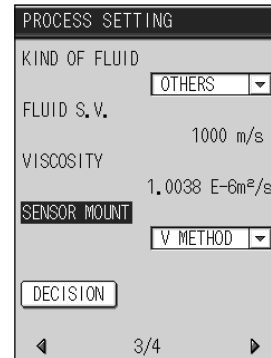 PROCESS SETTING
KIND OF FLUID
OTHERS
FLUID S.V.
1000 m/s
VISCOSITY
1.0038 E-6m²/s
SENSOR MOUNT
V METHOD
DECISION
3/4